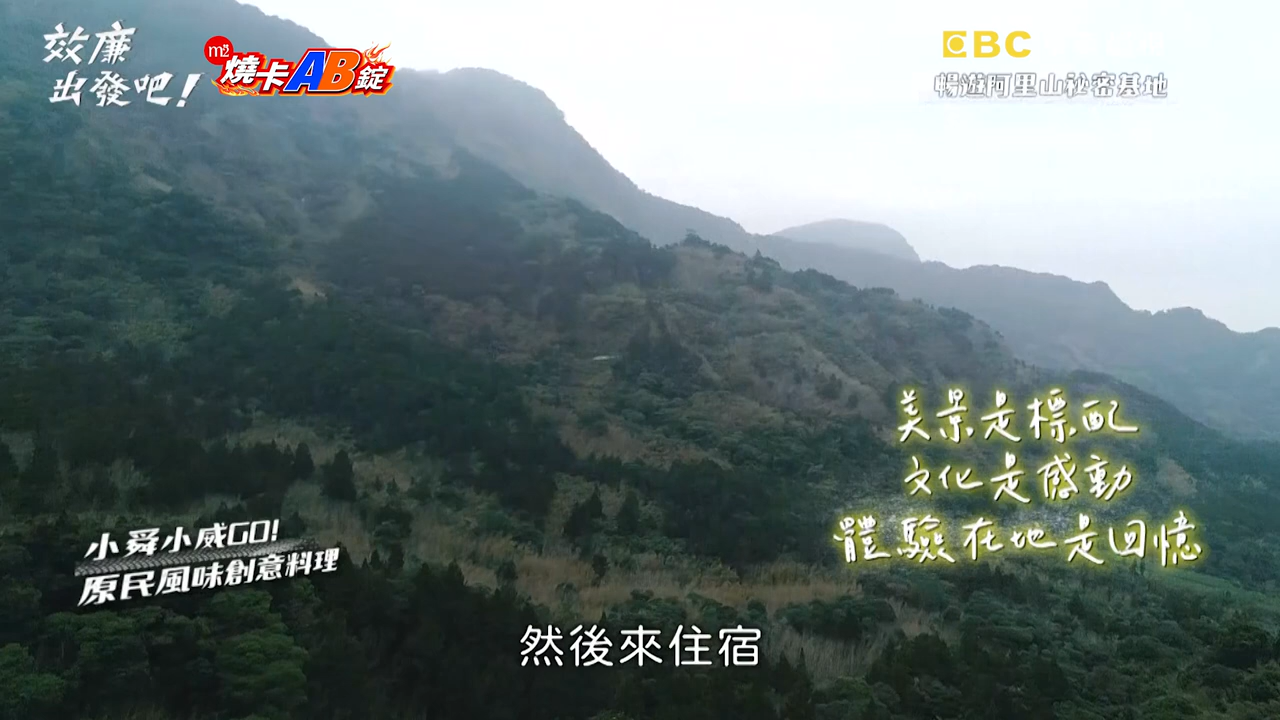 效廉
出發吧!
m2
燒卡AB錠
EBC
暢遊阿里山祕密基地
美景是標配
文化是感動
體驗在地是回憶
小舜小威GO!
原民風味創意料理
然後來住宿